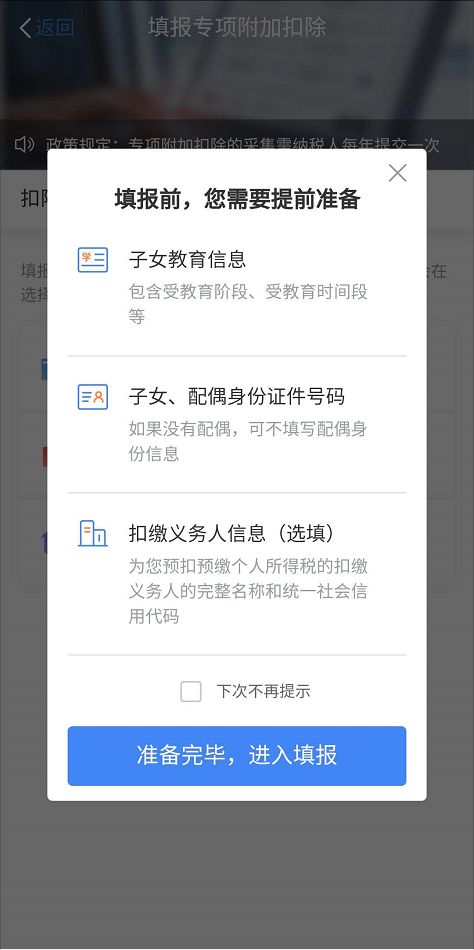 返回
填报专项附加扣除
政策规定：专项附加扣除的采集需纳税人每年提交一次
扣除
填报前，您需要提前准备
填报
选择
在
学
子女教育信息
包含受教育阶段、受教育时间段
等
子女、配偶身份证件号码
如果没有配偶，可不填写配偶身
份信息
扣缴义务人信息（选填）
为您预扣预缴个人所得税的扣缴
义务人的完整名称和统一社会信
用代码
下次不再提示
准备完毕，进入填报